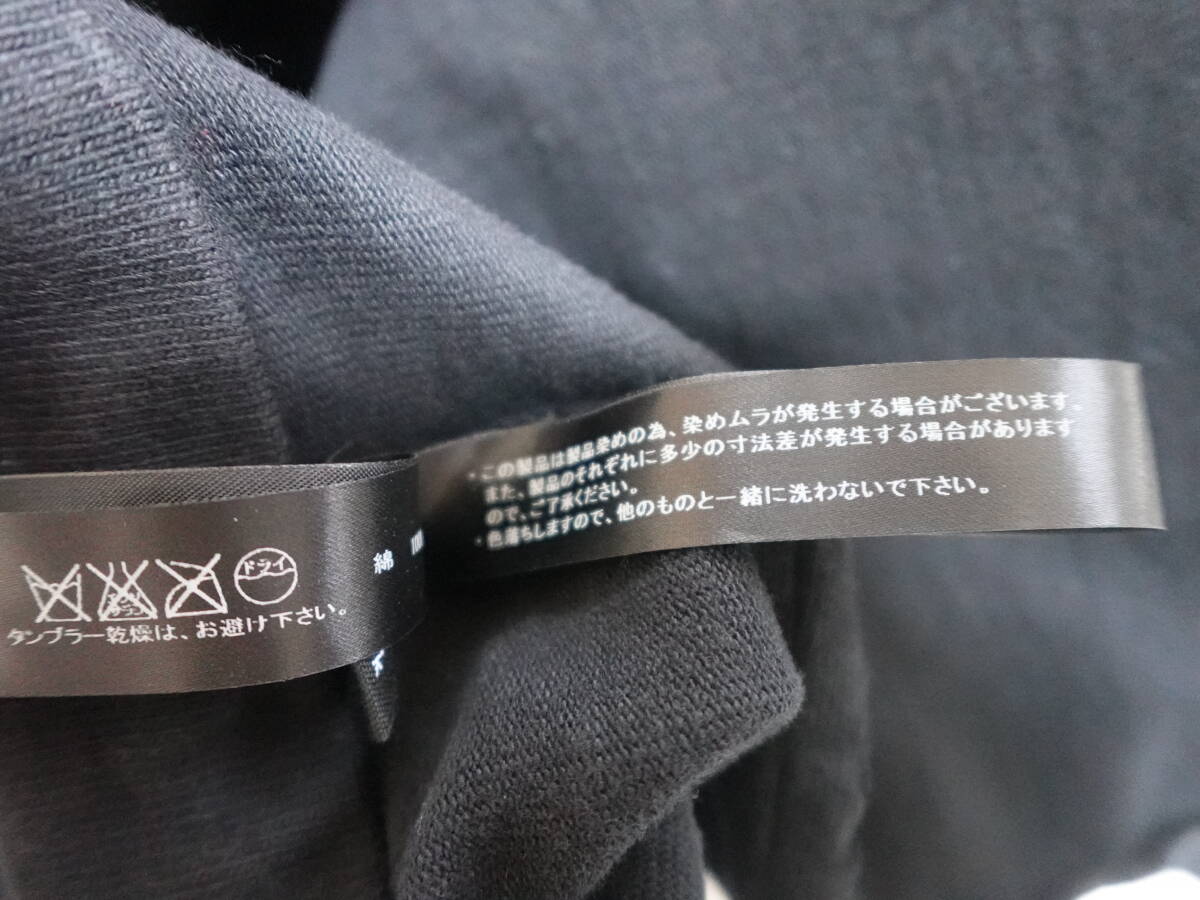 ドライ
タンブラー乾燥は、お避け下さい。
綿
・この製品は製品染めの為、染めムラが発生する場合がございます。
また、製品のそれぞれに多少の寸法差が発生する場合があります
ので、ご了承ください。
・色落ちしますので、他のものと一緒に洗わないで下さい。